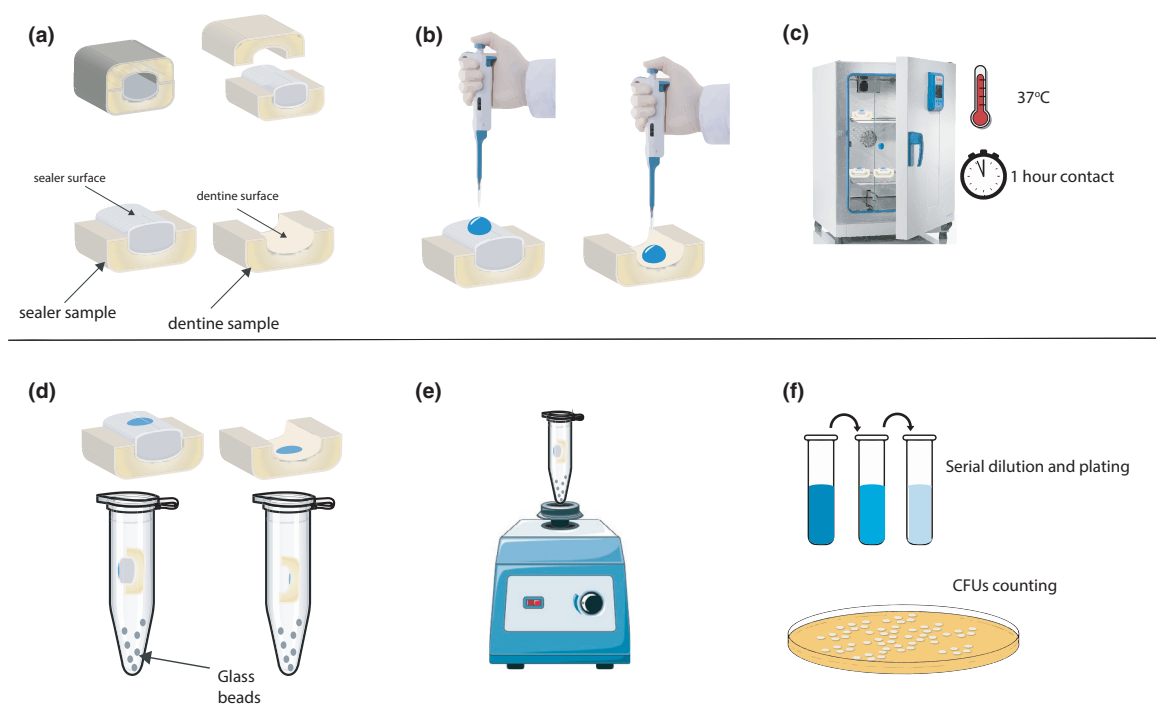 (a)
(b)
(c)
37ºC
1 hour contact
sealer surface
dentine surface
sealer sample
dentine sample
(d)
(e)
(f)
Serial dilution and plating
CFUs counting
Glass
beads